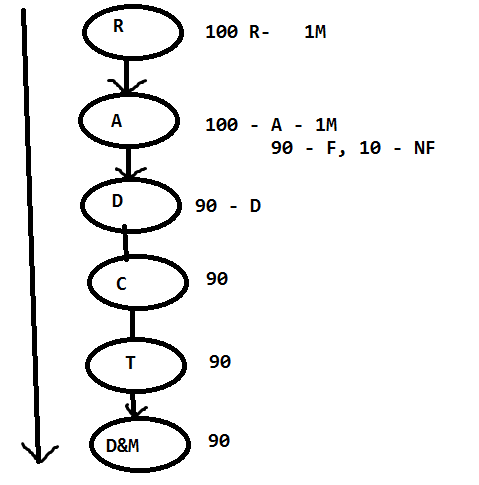 R 100 R- 1M
A 100 - A - 1M
90 - F, 10 - NF
D 90 - D
C 90
T 90
D&M 90